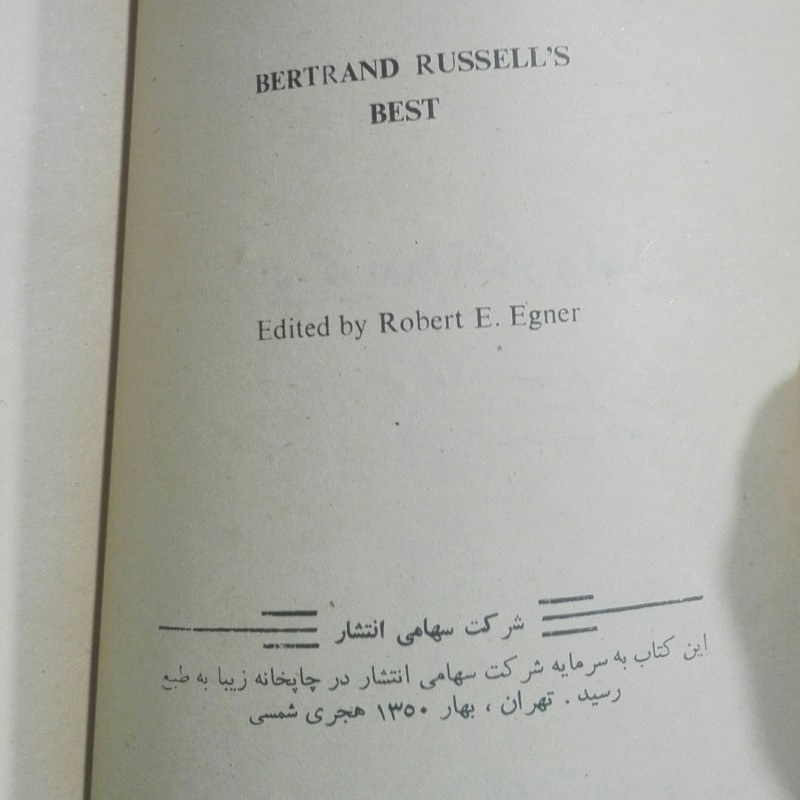 BERTRAND RUSSELL'S
BEST
Edited by Robert E. Egner
شرکت سهامی انتشار
این کتاب به سرمایه شرکت سهامی انتشار در چاپخانه زیبا به طبع
رسید . تهران ، بهار ۱۳۵۰ هجری شمسی